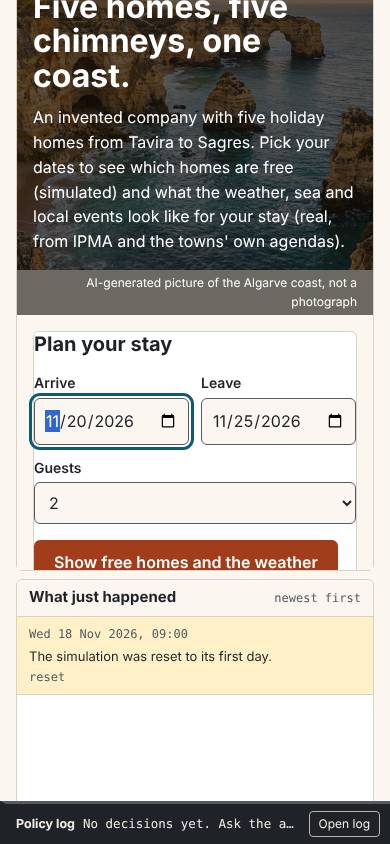 Five homes, five
chimneys, one
coast.
An invented company with five holiday
homes from Tavira to Sagres. Pick your
dates to see which homes are free
(simulated) and what the weather, sea and
local events look like for your stay (real,
from IPMA and the towns' own agendas).
AI-generated picture of the Algarve coast, not a
photograph
Plan your stay
Arrive
Leave
11/20/2026
11/25/2026
Guests
2
Show free homes and the weather
What just happened
newest first
Wed 18 Nov 2026, 09:00
The simulation was reset to its first day.
reset
Policy log No decisions yet. Ask the a…
Open log